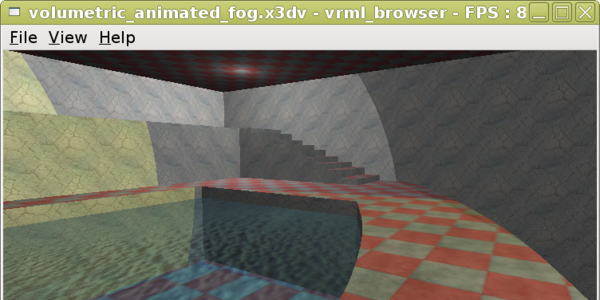 volumetric_animated_fog.x3dv - vrml_browser - FPS : 8
File View Help